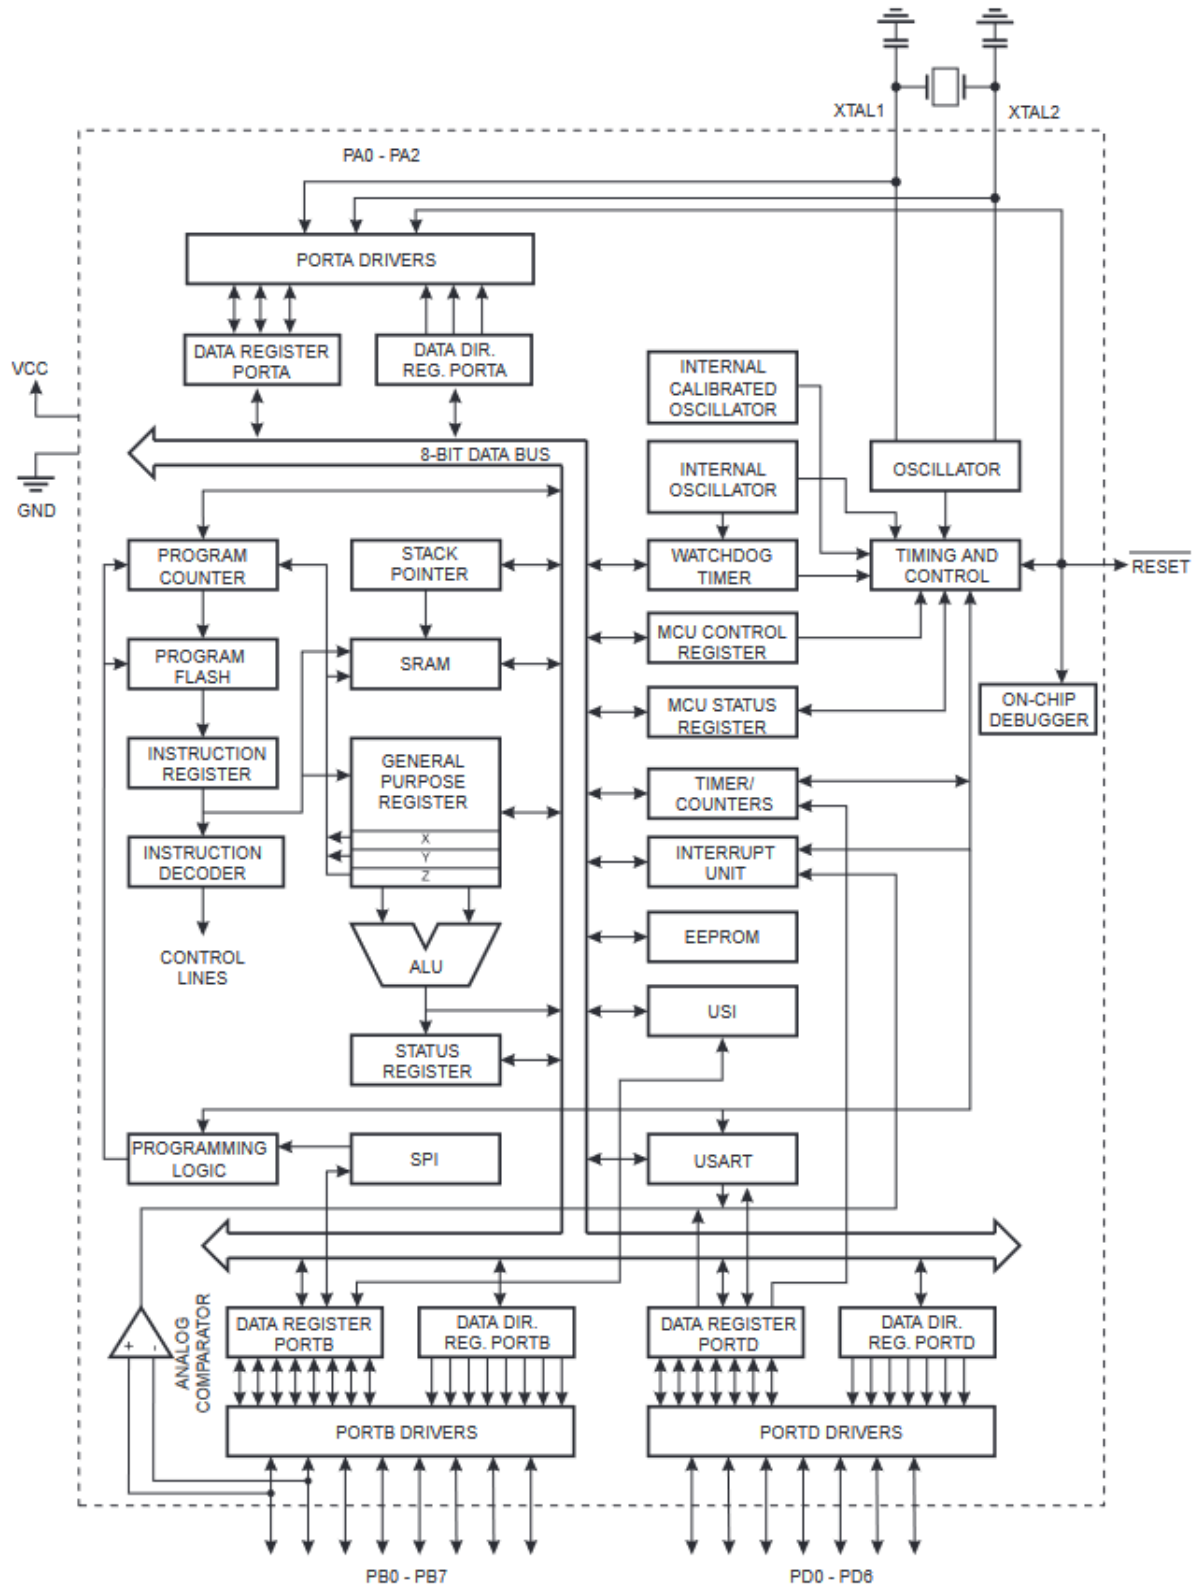 XTAL1
XTAL2
PA0 - PA2
PORTA DRIVERS
DATA REGISTER
PORTA
DATA DIR.
REG. PORTA
VCC
GND
8-BIT DATA BUS
INTERNAL
CALIBRATED
OSCILLATOR
INTERNAL
OSCILLATOR
OSCILLATOR
PROGRAM
COUNTER
STACK
POINTER
WATCHDOG
TIMER
TIMING AND
CONTROL
RESET
PROGRAM
FLASH
SRAM
MCU CONTROL
REGISTER
MCU STATUS
REGISTER
ON-CHIP
DEBUGGER
INSTRUCTION
REGISTER
GENERAL
PURPOSE
REGISTER
X
Y
Z
TIMER/
COUNTERS
INSTRUCTION
DECODER
INTERRUPT
UNIT
CONTROL
LINES
ALU
EEPROM
USI
STATUS
REGISTER
PROGRAMMING
LOGIC
SPI
USART
ANALOG
COMPARATOR
+
-
DATA REGISTER
PORTB
DATA DIR.
REG. PORTB
DATA REGISTER
PORTD
DATA DIR.
REG. PORTD
PORTB DRIVERS
PORTD DRIVERS
PB0 - PB7
PD0 - PD6